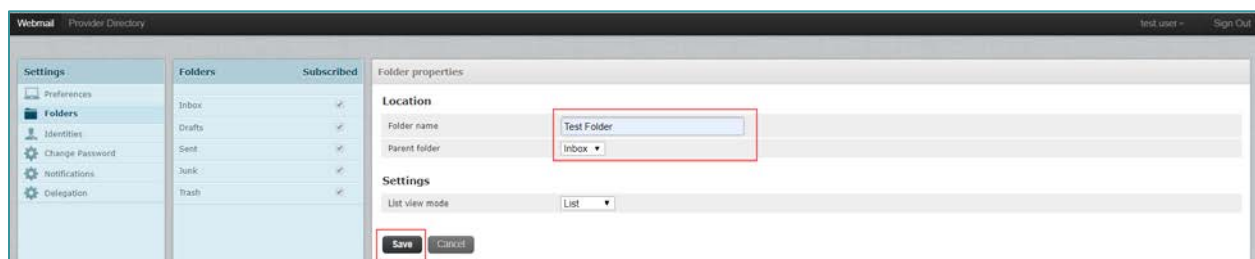 Webmail Provider Directory test user Sign Out
Settings
Preferences
Folders
Identities
Change Password
Notifications
Delegation
Folders Subscribed
Inbox
Drafts
Sent
Junk
Trash
Folder properties
Location
Folder name Test Folder
Parent folder Inbox
Settings
List view mode List
Save Cancel